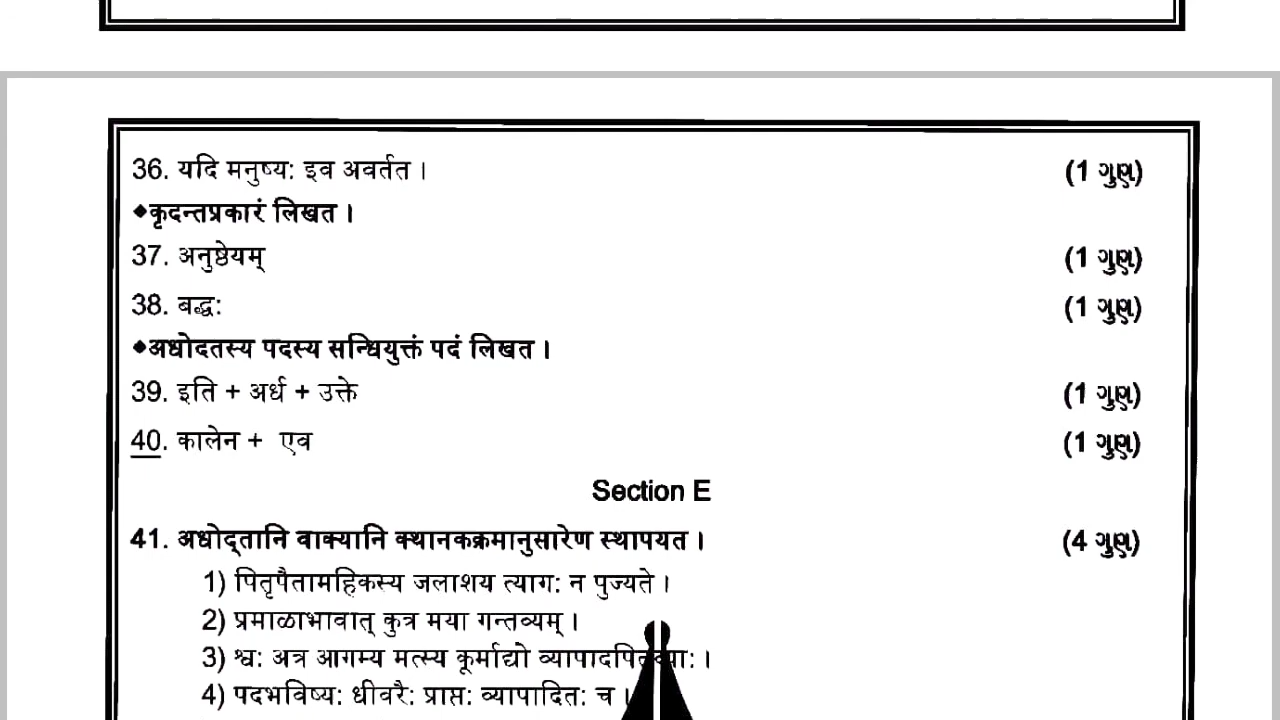 36. यदि मनुष्य: इव अवर्तत । (1 ગુણ)
◆कृदन्तप्रकारं लिखत ।
37. अनुष्ठेयम् (1 ગુણ)
38. बद्ध: (1 ગુણ)
◆अधोदतस्य पदस्य सन्धियुक्तं पदं लिखत ।
39. इति + अर्ध + उक्ते (1 ગુણ)
40. कालेन + एव (1 ગુણ)
Section E
41. अधोद्तानि वाक्यानि क्थानकक्रमानुसारेण स्थापयत । (4 ગુણ)
1) पितृपैतामहिकस्य जलाशय त्याग: न पुज्यते ।
2) प्रमाळाभावात् कुत्र मया गन्तव्यम् ।
3) श्व: अत्र आगम्य मत्स्य कूर्माद्यो
4) पदभविष्य: धीवरै: प्राप्त: व्यापादित: च ।